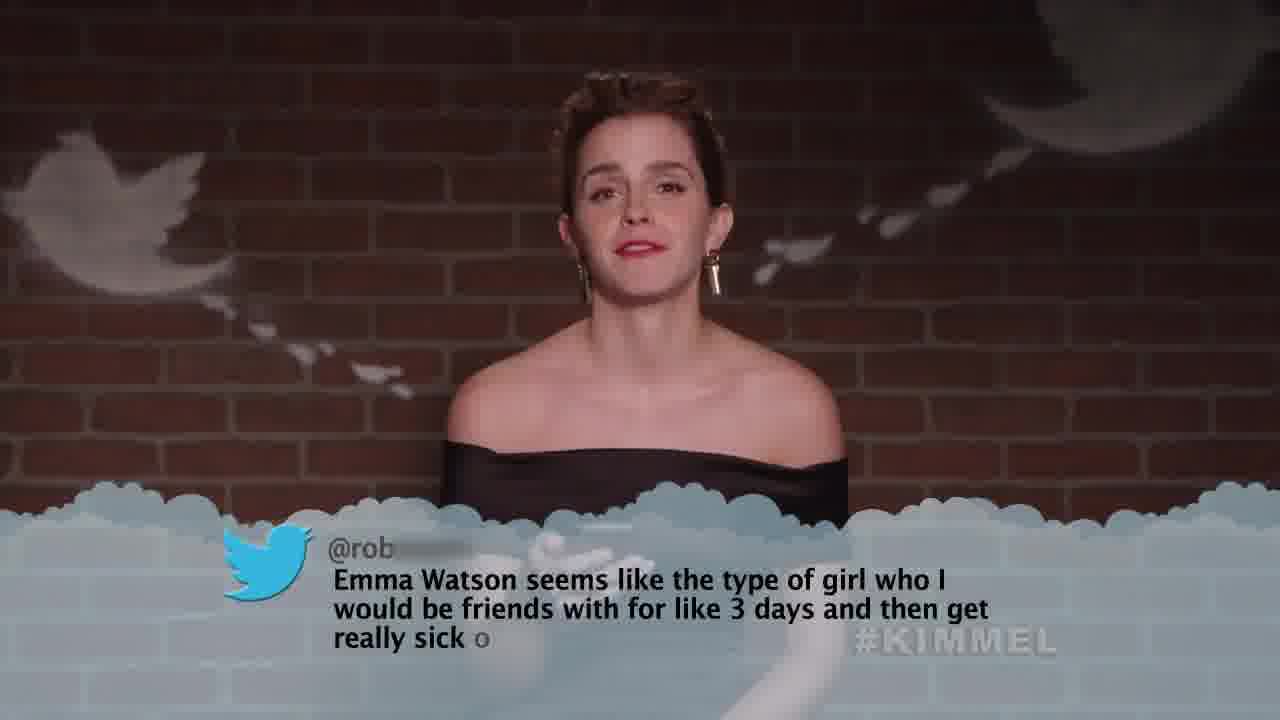 @rob
Emma Watson seems like the type of girl who I
would be friends with for like 3 days and then get
really sick o
#KIMMEL